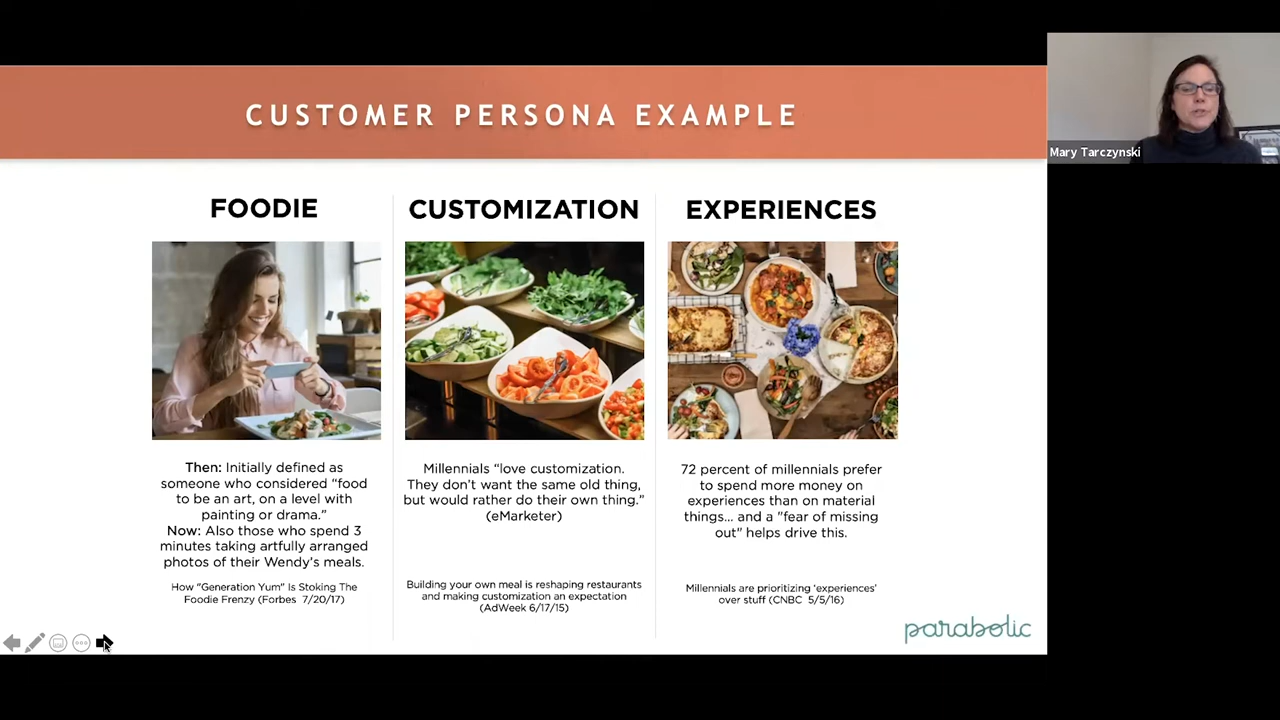 CUSTOMER PERSONA EXAMPLE
Mary Tarczynski
FOODIE
Then: Initially defined as
someone who considered “food
to be an art, on a level with
painting or drama.”
Now: Also those who spend 3
minutes taking artfully arranged
photos of their Wendy’s meals.
How "Generation Yum" Is Stoking The
Foodie Frenzy (Forbes 7/20/17)
CUSTOMIZATION
Millennials “love customization.
They don’t want the same old thing,
but would rather do their own thing.”
(eMarketer)
Building your own meal is reshaping restaurants
and making customization an expectation
(AdWeek 6/17/15)
EXPERIENCES
72 percent of millennials prefer
to spend more money on
experiences than on material
things... and a "fear of missing
out" helps drive this.
Millennials are prioritizing ‘experiences’
over stuff (CNBC 5/5/16)
parabolic